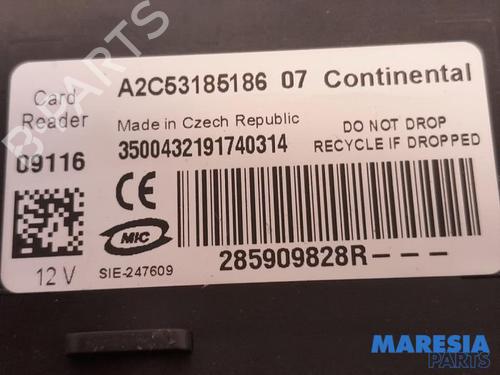 A2C53185186 07 Continental
Card
Reader
Made in Czech Republic
DO NOT DROP
RECYCLE IF DROPPED
09116
3500432191740314
CE
MIC
12 V
SIE-247609
285909828R---
B-PARTS
MARESIA
PARTS